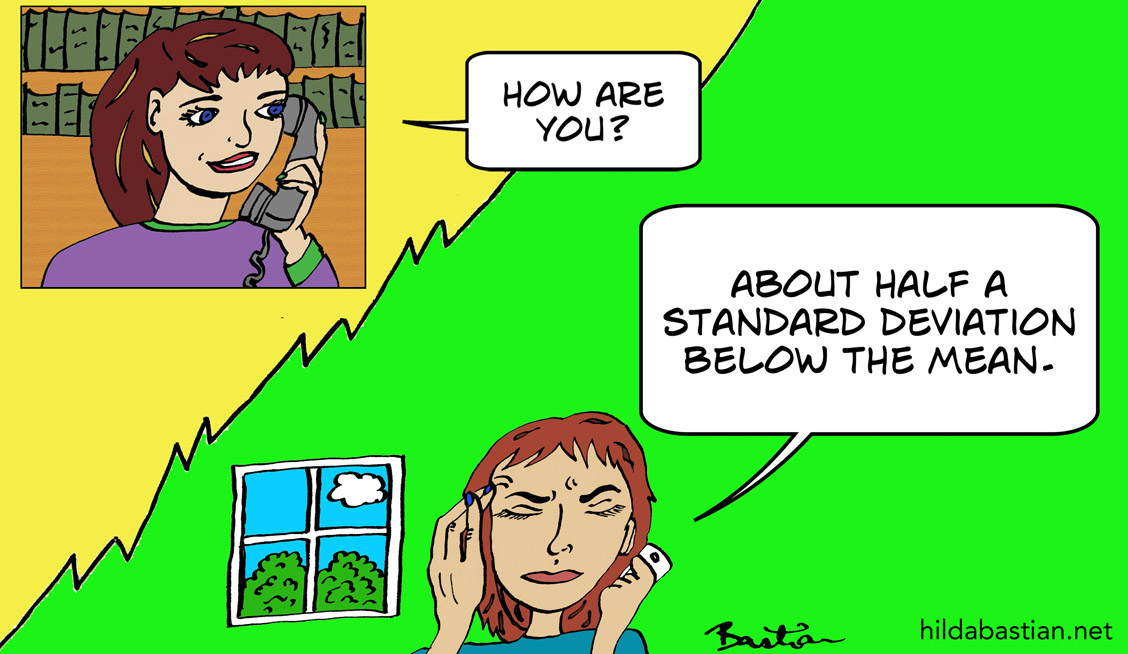 HOW ARE
YOU?
ABOUT HALF A
STANDARD DEVIATION
BELOW THE MEAN.
Bastian
hildabastian.net